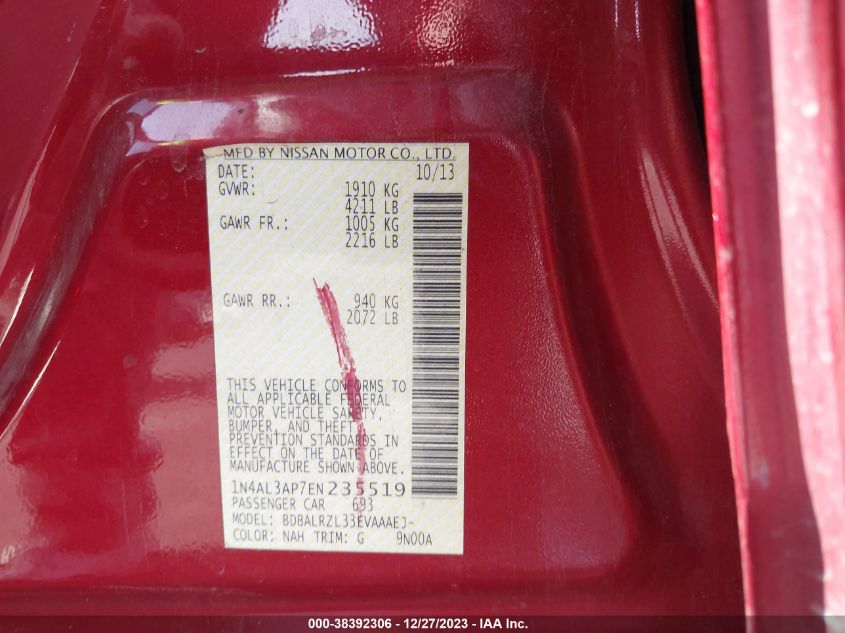 MFD BY NISSAN MOTOR CO., LTD.
DATE: 10/13
GVWR: 1910 KG
4211 LB
GAWR FR.: 1005 KG
2216 LB
GAWR RR.: 940 KG
2072 LB
THIS VEHICLE CONFORMS TO
ALL APPLICABLE FEDERAL
MOTOR VEHICLE SAFETY,
BUMPER, AND THEFT
PREVENTION STANDARDS IN
EFFECT ON THE DATE OF
MANUFACTURE SHOWN ABOVE.
1N4AL3AP7EN235519
PASSENGER CAR 693
MODEL: BDBALRZL33EVAAAEJ-
COLOR: NAH TRIM: G 9N00A
000-38392306 - 12/27/2023 - IAA Inc.